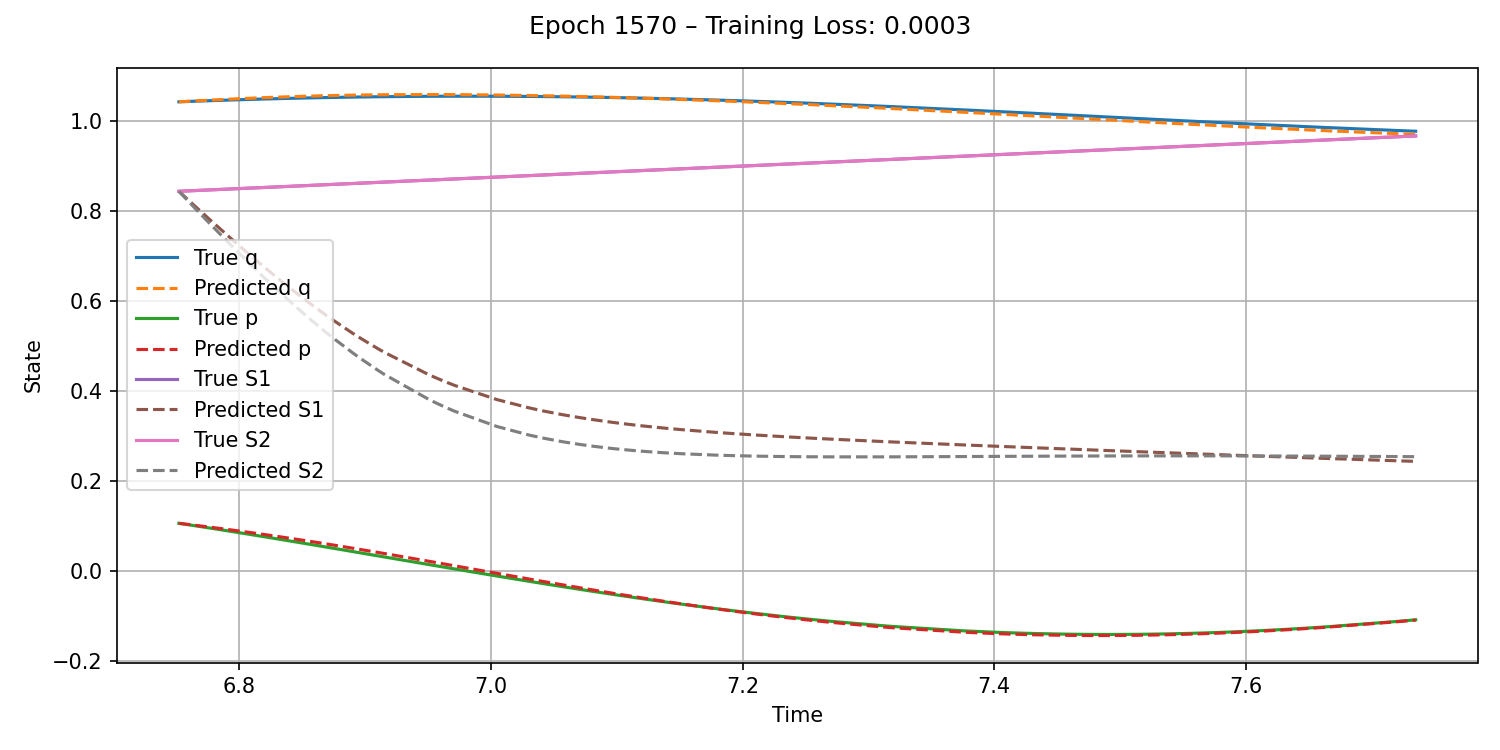 Epoch 1570 – Training Loss: 0.0003
1.0
0.8
0.6
0.4
0.2
0.0
−0.2
State
True q
Predicted q
True p
Predicted p
True S1
Predicted S1
True S2
Predicted S2
6.8 7.0 7.2 7.4 7.6
Time